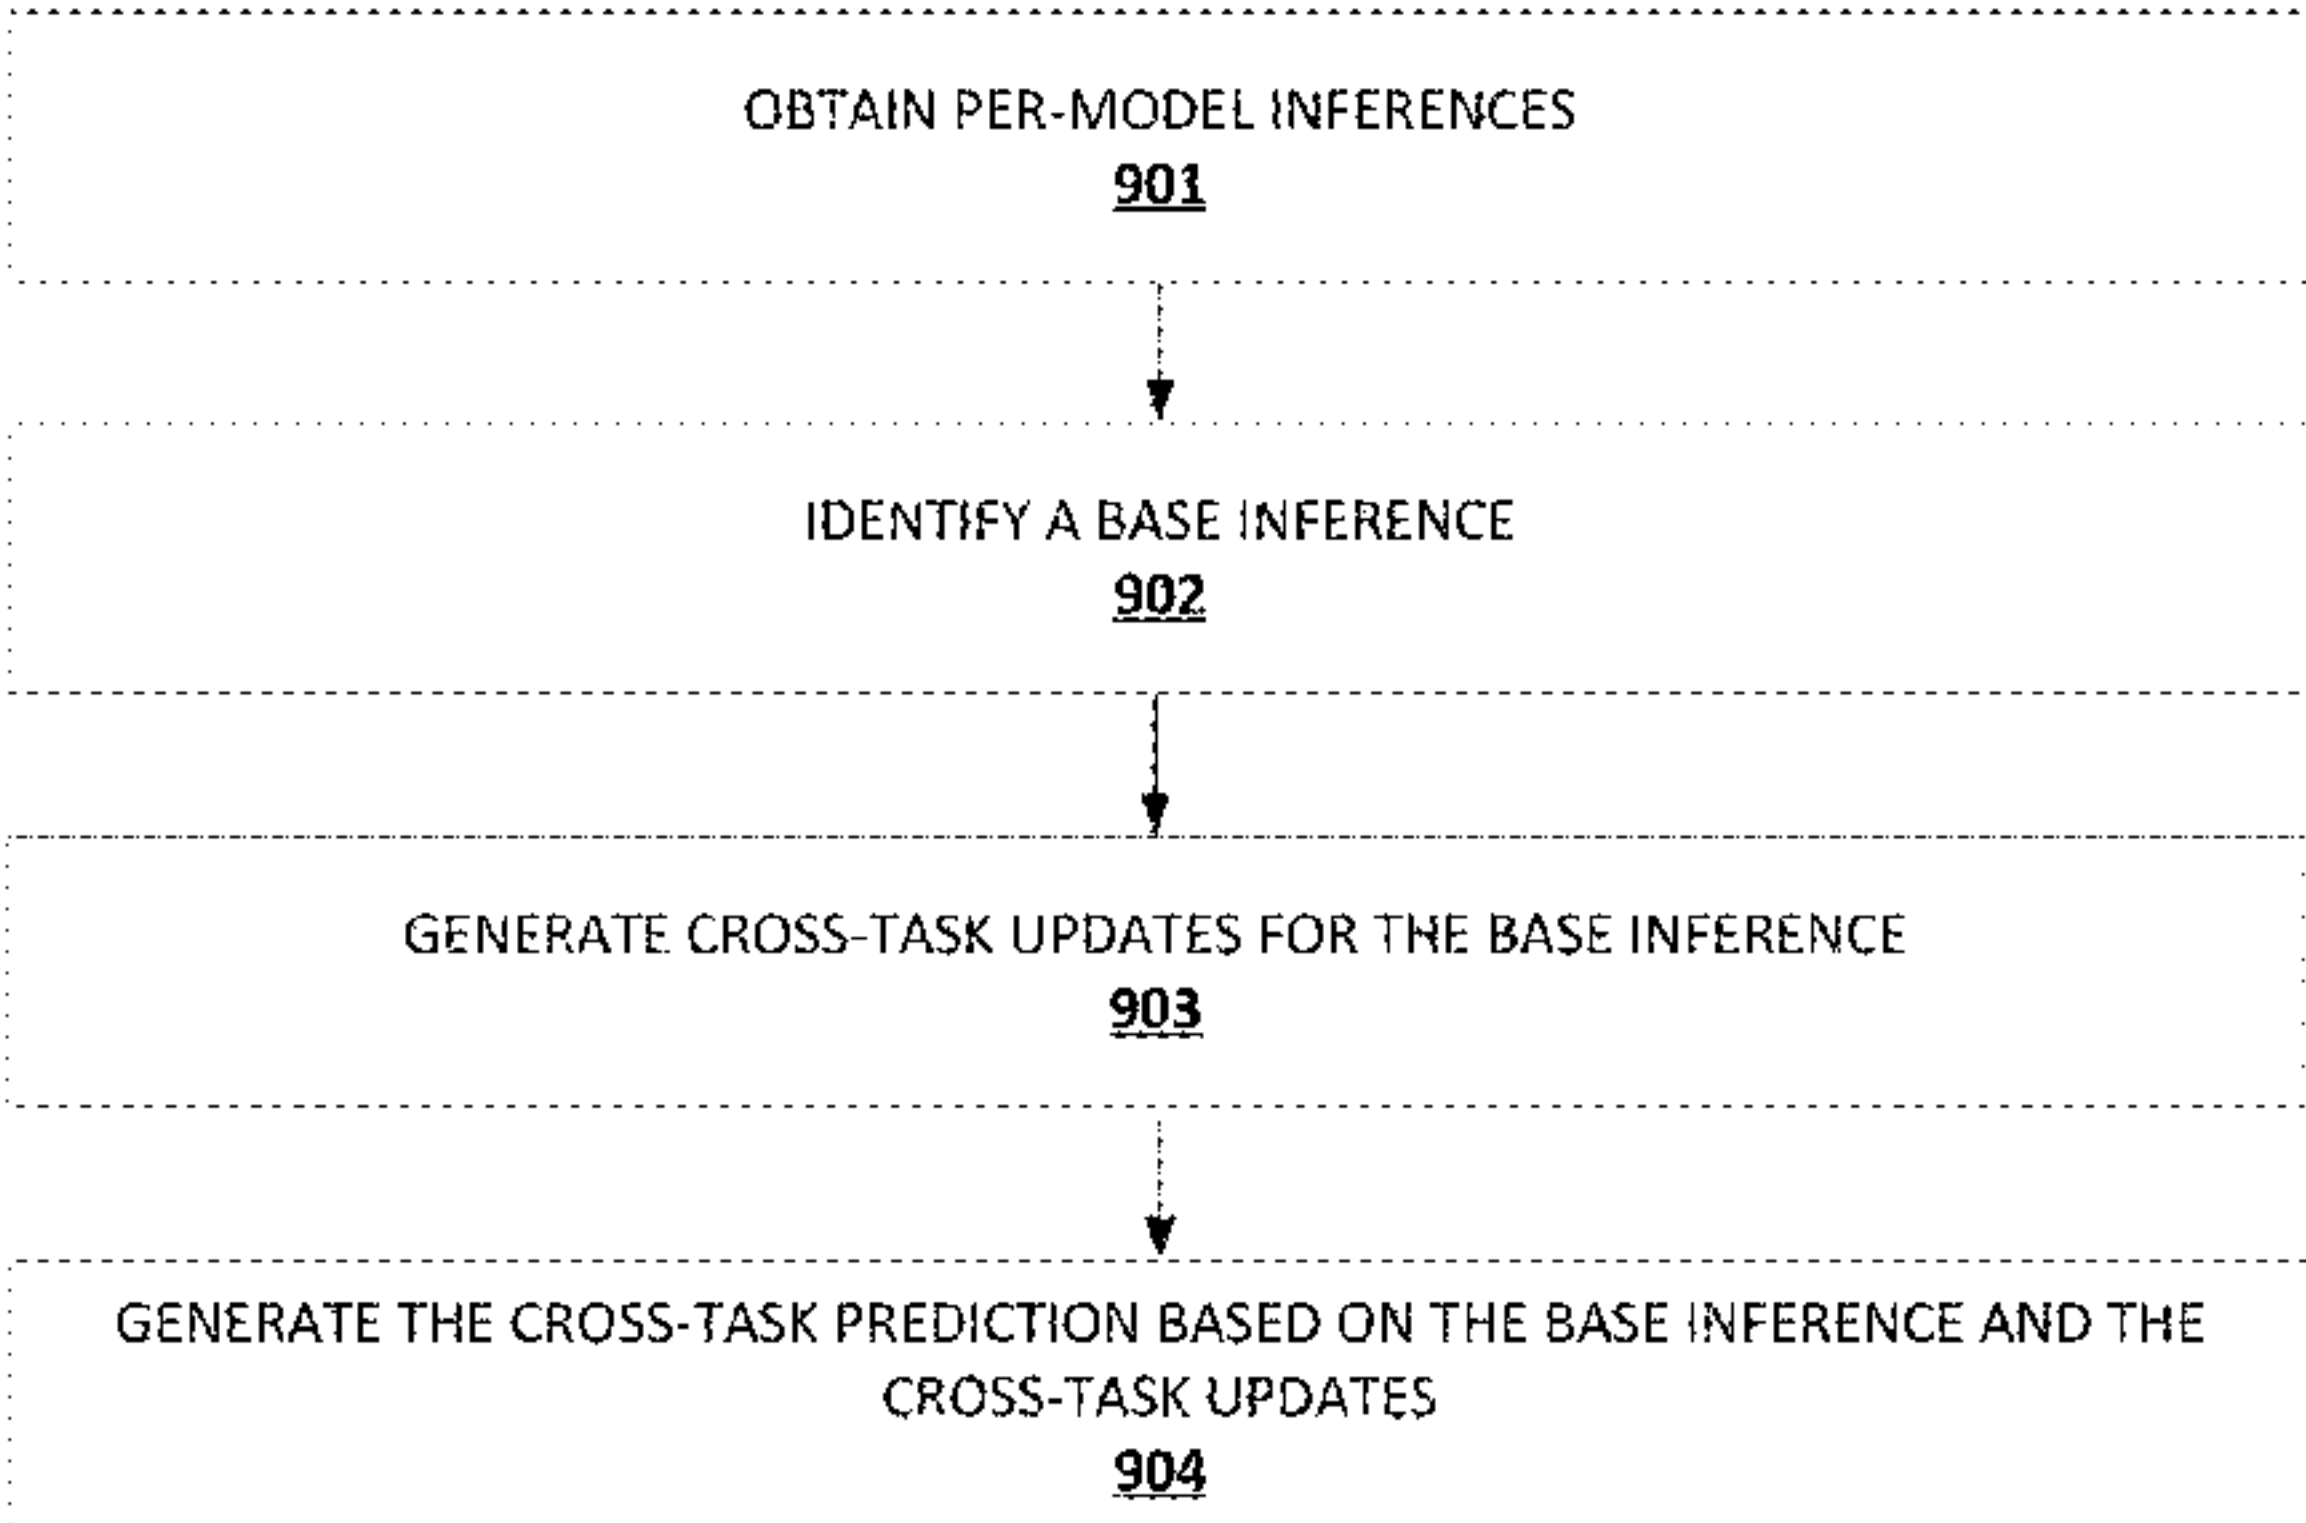 OBTAIN PER-MODEL INFERENCES
901
IDENTIFY A BASE INFERENCE
902
GENERATE CROSS-TASK UPDATES FOR THE BASE INFERENCE
903
GENERATE THE CROSS-TASK PREDICTION BASED ON THE BASE INFERENCE AND THE
CROSS-TASK UPDATES
904